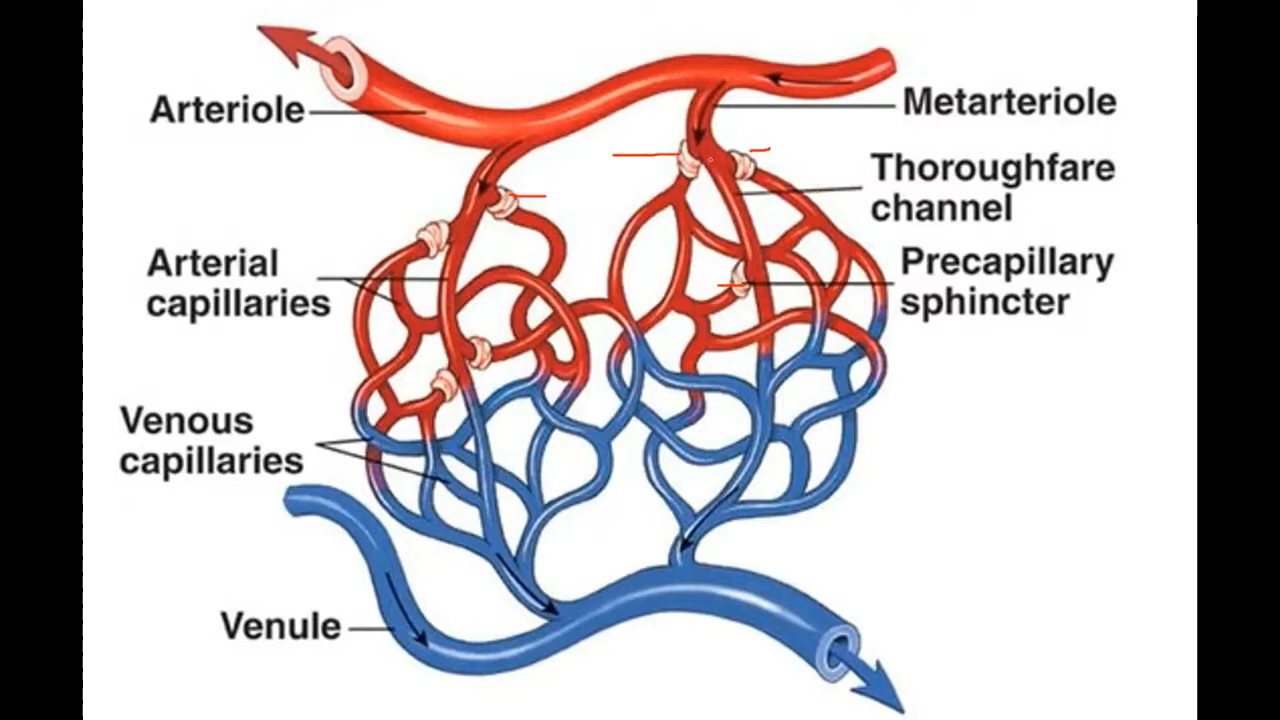 Arteriole
Metarteriole
Thoroughfare
channel
Arterial
capillaries
Precapillary
sphincter
Venous
capillaries
Venule